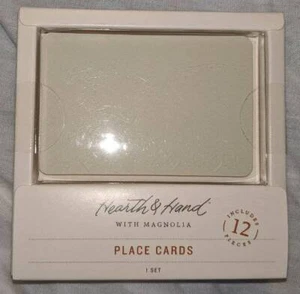 Hearth & Hand
WITH MAGNOLIA
INCLUDES
12
PIECES
PLACE CARDS
1 SET